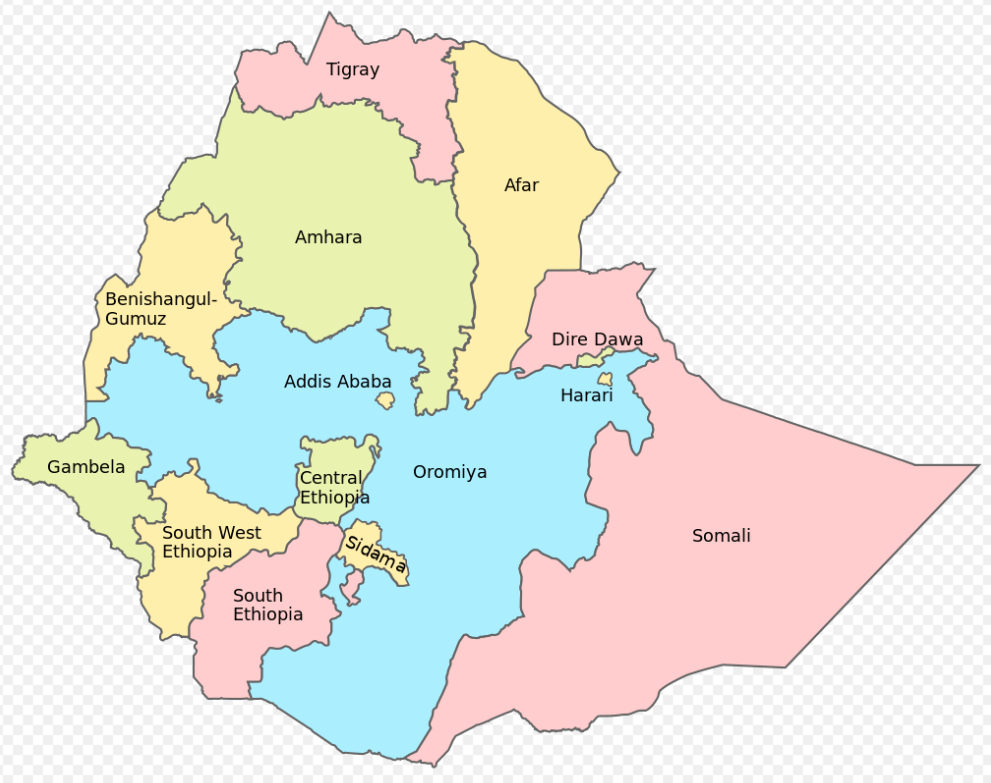 Tigray
Afar
Amhara
Benishangul-
Gumuz
Dire Dawa
Addis Ababa
Harari
Gambela
Central
Ethiopia
Oromiya
South West
Ethiopia
Sidama
Somali
South
Ethiopia